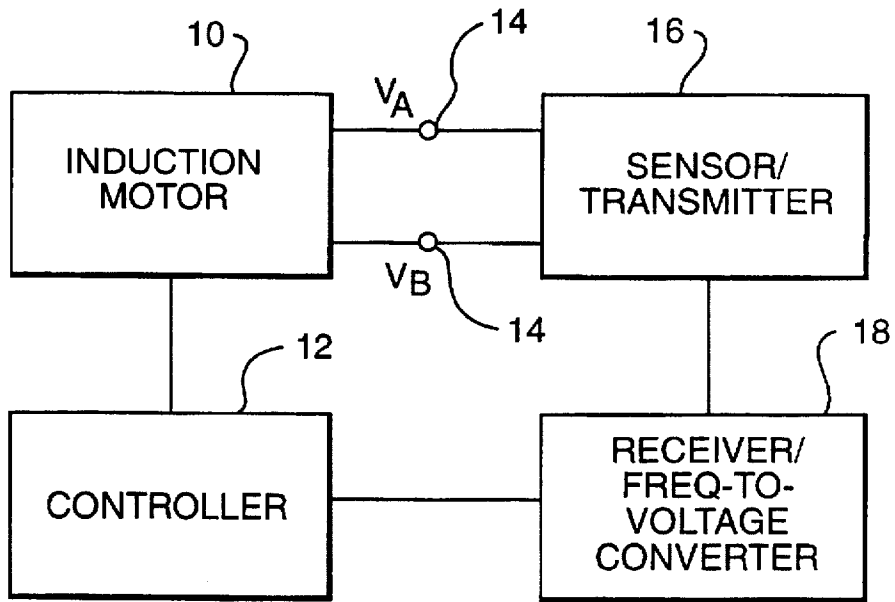 10
14
16
INDUCTION
MOTOR
VA
VB
SENSOR/
TRANSMITTER
12
14
18
CONTROLLER
RECEIVER/
FREQ-TO-
VOLTAGE
CONVERTER